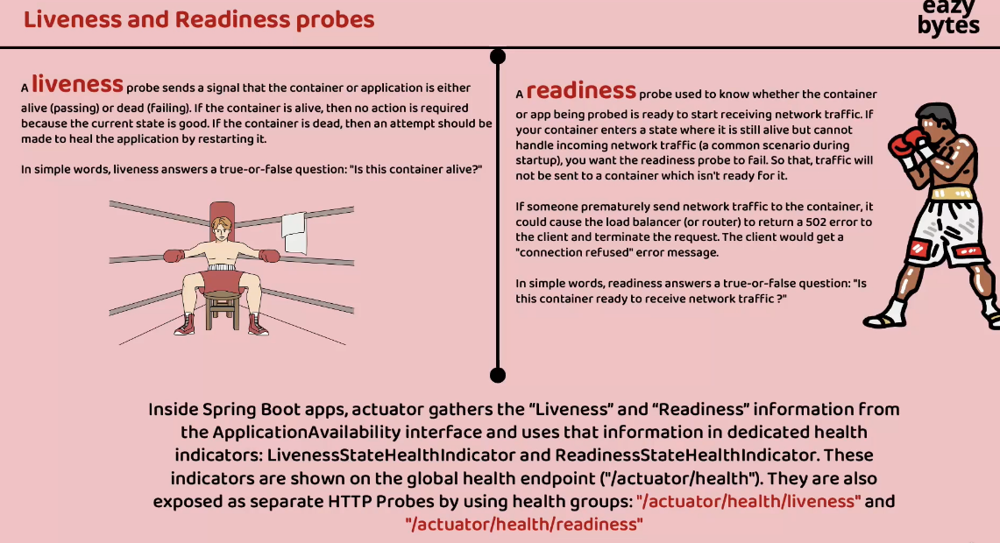 Liveness and Readiness probes
eazy
bytes
A liveness probe sends a signal that the container or application is either
alive (passing) or dead (failing). If the container is alive, then no action is required
because the current state is good. If the container is dead, then an attempt should be
made to heal the application by restarting it.
In simple words, liveness answers a true-or-false question: "Is this container alive?"
A readiness probe used to know whether the container
or app being probed is ready to start receiving network traffic. If
your container enters a state where it is still alive but cannot
handle incoming network traffic (a common scenario during
startup), you want the readiness probe to fail. So that, traffic will
not be sent to a container which isn't ready for it.
If someone prematurely send network traffic to the container, it
could cause the load balancer (or router) to return a 502 error to
the client and terminate the request. The client would get a
"connection refused" error message.
In simple words, readiness answers a true-or-false question: "Is
this container ready to receive network traffic ?"
Inside Spring Boot apps, actuator gathers the “Liveness” and “Readiness” information from
the ApplicationAvailability interface and uses that information in dedicated health
indicators: LivenessStateHealthIndicator and ReadinessStateHealthIndicator. These
indicators are shown on the global health endpoint ("/actuator/health"). They are also
exposed as separate HTTP Probes by using health groups: "/actuator/health/liveness" and
"/actuator/health/readiness"